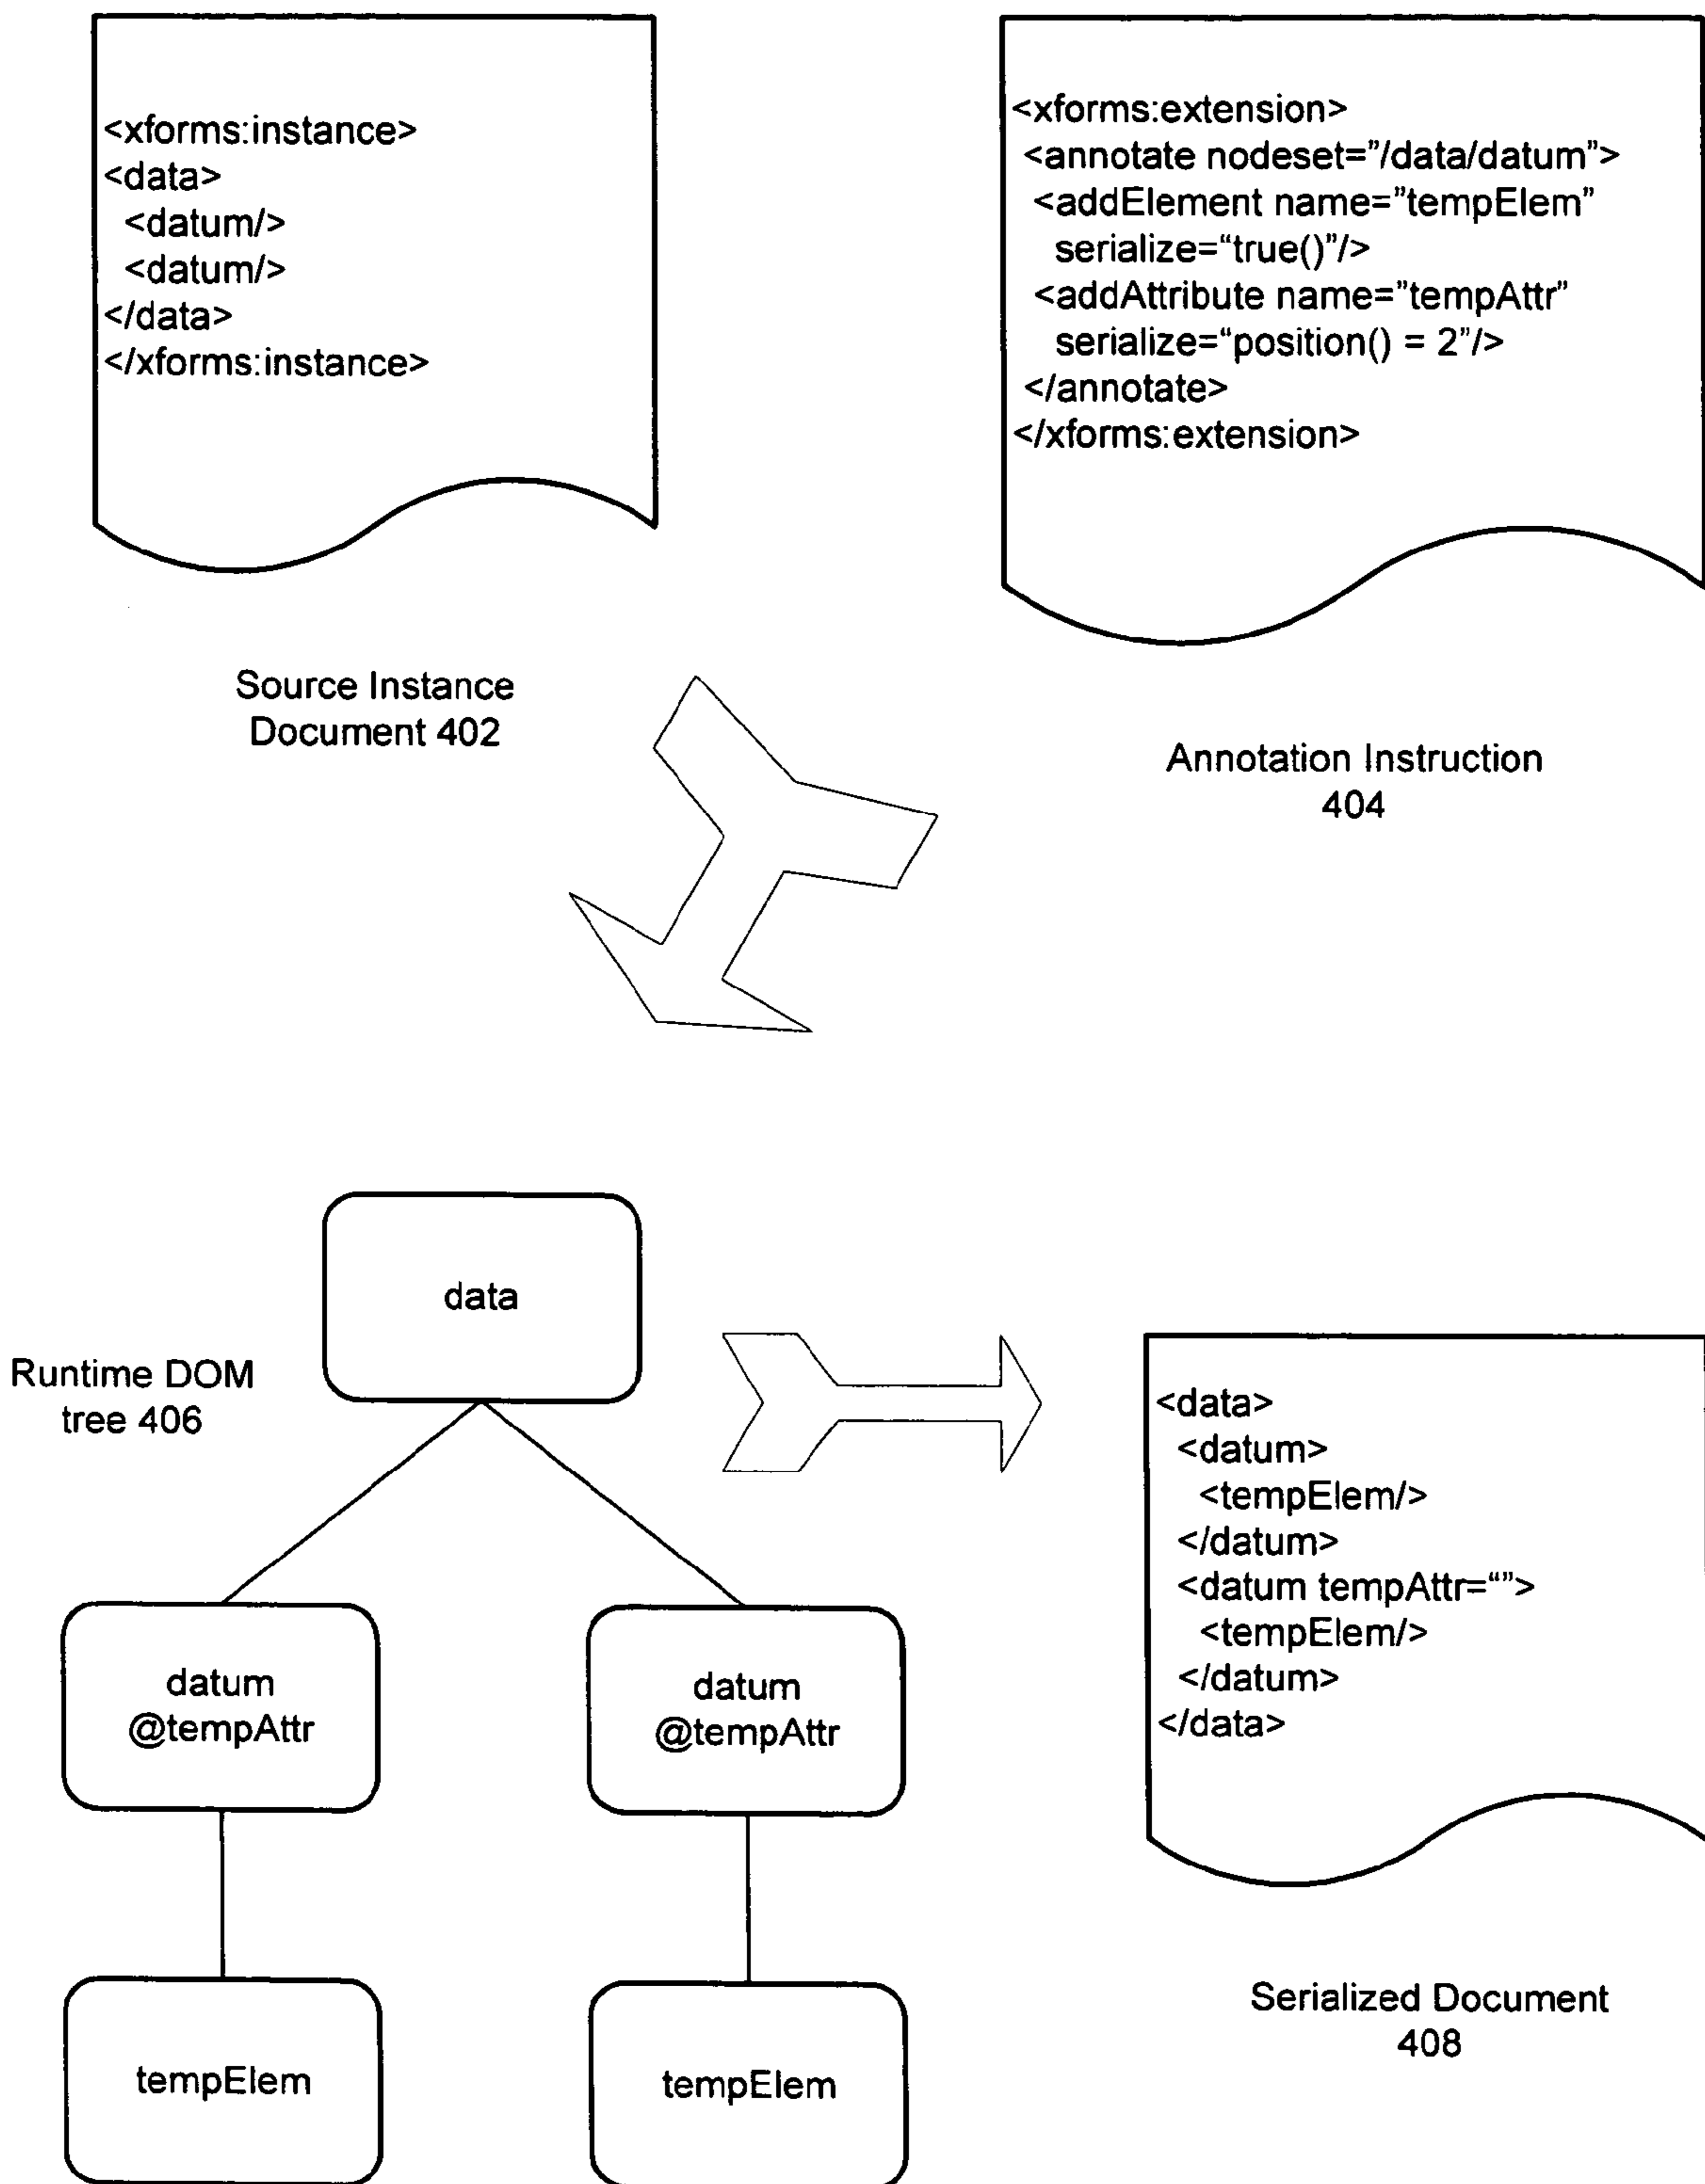 <xforms:instance>
<data>
<datum/>
<datum/>
</data>
</xforms:instance>
Source Instance
Document 402
<xforms:extension>
<annotate nodeset=”/data/datum”>
<addElement name=”tempElem”
serialize=“true()”/>
<addAttribute name=”tempAttr”
serialize=“position() = 2”/>
</annotate>
</xforms:extension>
Annotation Instruction
404
Runtime DOM
tree 406
data
datum
@tempAttr
datum
@tempAttr
tempElem
tempElem
<data>
<datum>
<tempElem/>
</datum>
<datum tempAttr=“”>
<tempElem/>
</datum>
</data>
Serialized Document
408